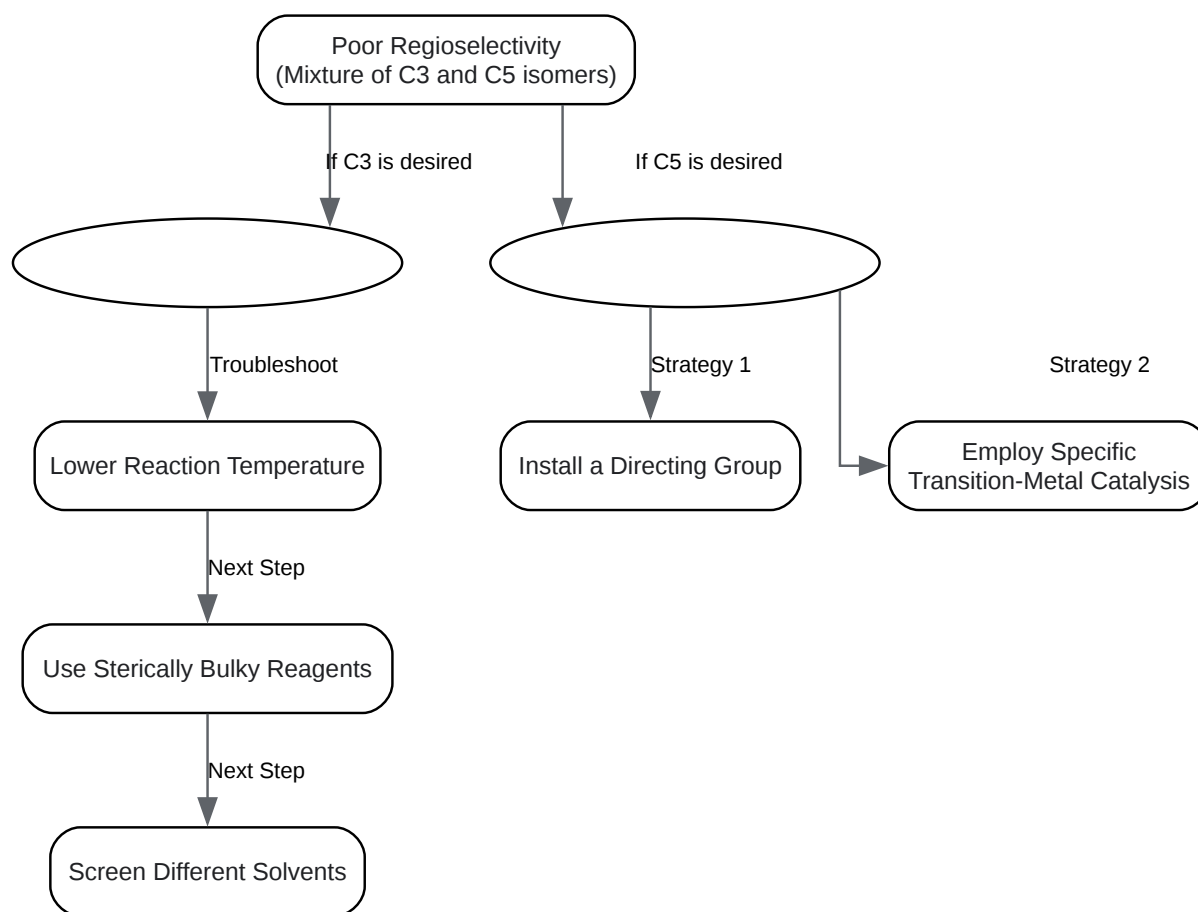 Poor Regioselectivity
(Mixture of C3 and C5 isomers)
If C3 is desired
If C5 is desired
Troubleshoot
Strategy 1
Strategy 2
Lower Reaction Temperature
Install a Directing Group
Employ Specific
Transition-Metal Catalysis
Next Step
Use Sterically Bulky Reagents
Next Step
Screen Different Solvents